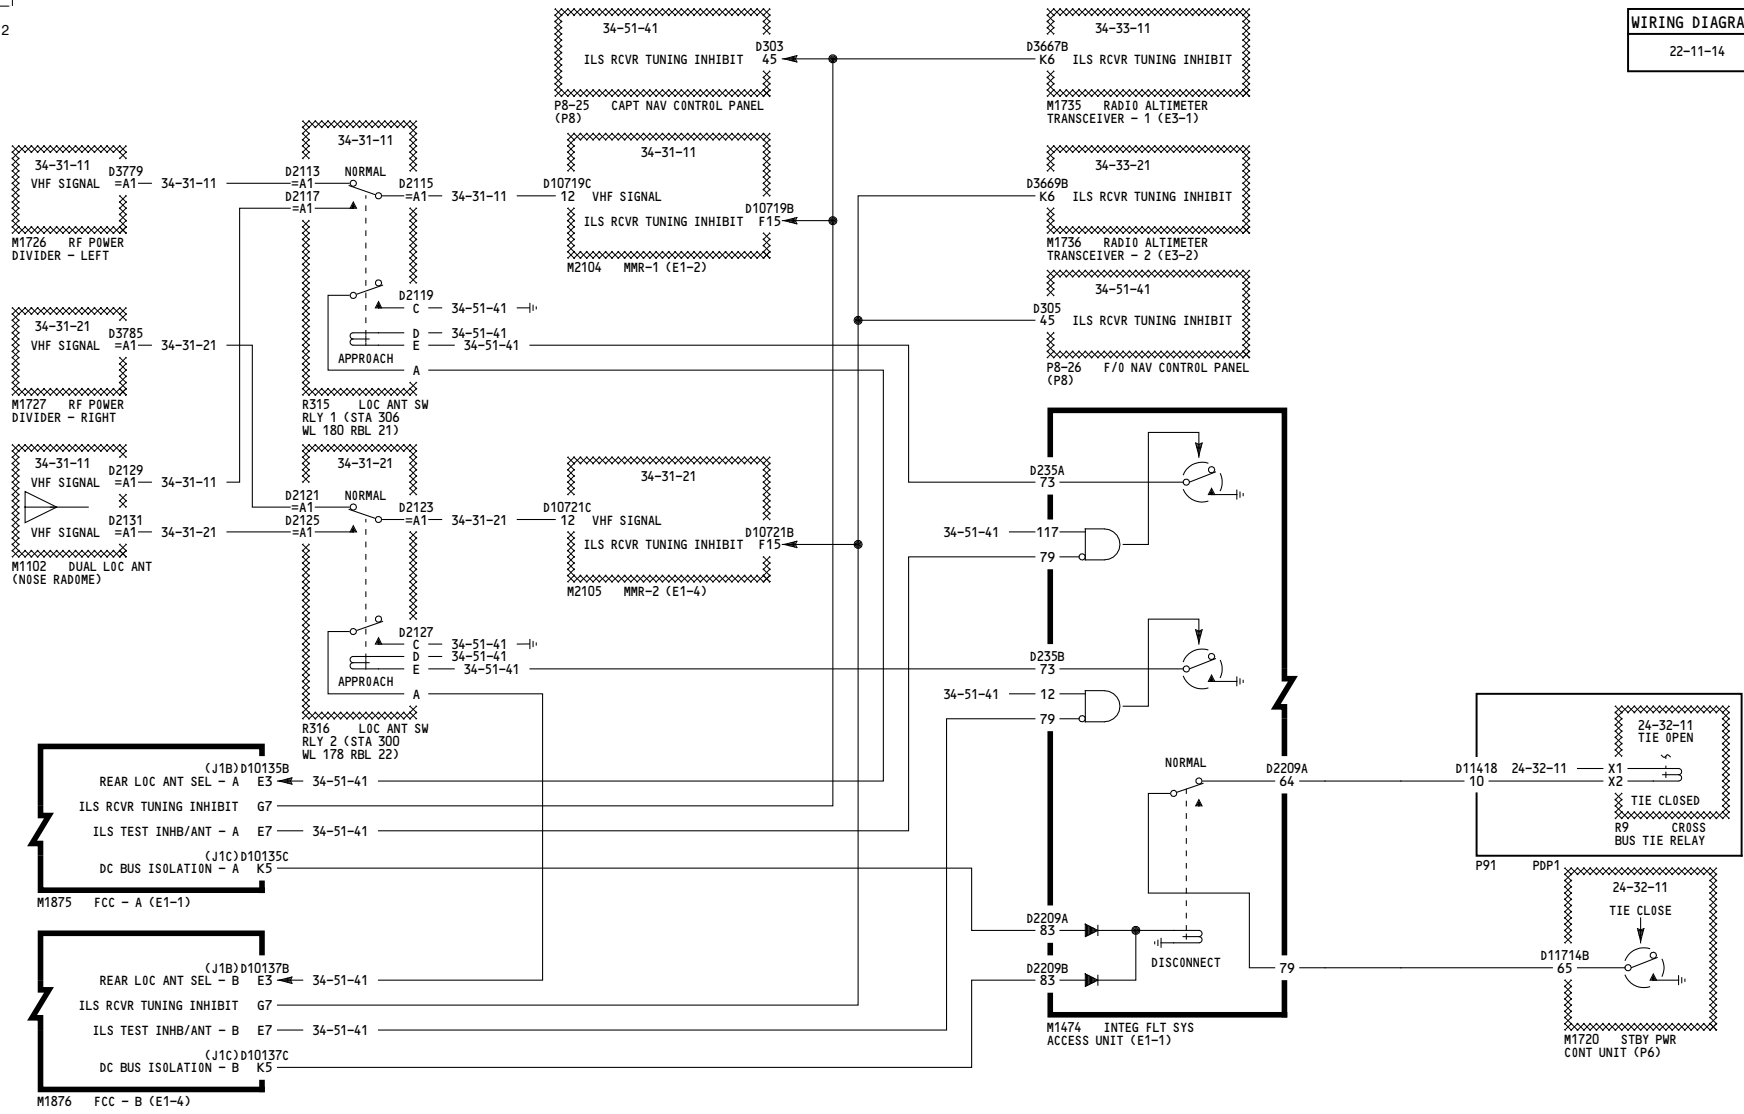 2
WIRING DIAGRA
22-11-14
34-51-41
D303
ILS RCVR TUNING INHIBIT 45
P8-25 CAPT NAV CONTROL PANEL
(P8)
34-33-11
D3667B
K6 ILS RCVR TUNING INHIBIT
M1735 RADIO ALTIMETER
TRANSCEIVER - 1 (E3-1)
34-31-11
D3779
VHF SIGNAL =A1 34-31-11
M1726 RF POWER
DIVIDER - LEFT
34-31-11
D2113 NORMAL
=A1
D2117
=A1
D2115
=A1 34-31-11
D2119
C 34-51-41
D 34-51-41
E 34-51-41
APPROACH
A
R315 LOC ANT SW
RLY 1 (STA 306
WL 180 RBL 21)
34-31-11
D10719C
12 VHF SIGNAL
D10719B
ILS RCVR TUNING INHIBIT F15
M2104 MMR-1 (E1-2)
34-33-21
D3669B
K6 ILS RCVR TUNING INHIBIT
M1736 RADIO ALTIMETER
TRANSCEIVER - 2 (E3-2)
34-51-41
D305
45 ILS RCVR TUNING INHIBIT
P8-26 F/O NAV CONTROL PANEL
(P8)
34-31-21
D3785
VHF SIGNAL =A1 34-31-21
M1727 RF POWER
DIVIDER - RIGHT
34-31-11
D2129
VHF SIGNAL =A1 34-31-11
D2131
VHF SIGNAL =A1 34-31-21
M1102 DUAL LOC ANT
(NOSE RADOME)
34-31-21
D2121 NORMAL
=A1
D2125
=A1
D2123
=A1 34-31-21
D2127
C 34-51-41
D 34-51-41
E 34-51-41
APPROACH
A
R316 LOC ANT SW
RLY 2 (STA 300
WL 178 RBL 22)
34-31-21
D10721C
12 VHF SIGNAL
D10721B
ILS RCVR TUNING INHIBIT F15
M2105 MMR-2 (E1-4)
D235A
73
34-51-41 117
79
D235B
73
34-51-41 12
79
NORMAL
D2209A
64
D2209A
83
D2209B
83
DISCONNECT
79
M1474 INTEG FLT SYS
ACCESS UNIT (E1-1)
(J1B) D10135B
REAR LOC ANT SEL - A E3 34-51-41
ILS RCVR TUNING INHIBIT G7
ILS TEST INHB/ANT - A E7 34-51-41
(J1C) D10135C
DC BUS ISOLATION - A K5
M1875 FCC - A (E1-1)
(J1B) D10137B
REAR LOC ANT SEL - B E3 34-51-41
ILS RCVR TUNING INHIBIT G7
ILS TEST INHB/ANT - B E7 34-51-41
(J1C) D10137C
DC BUS ISOLATION - B K5
M1876 FCC - B (E1-4)
24-32-11
TIE OPEN
D11418
10
24-32-11 X1
X2
TIE CLOSED
R9 CROSS
BUS TIE RELAY
P91 PDP1
24-32-11
TIE CLOSE
D11714B
65
M1720 STBY PWR
CONT UNIT (P6)